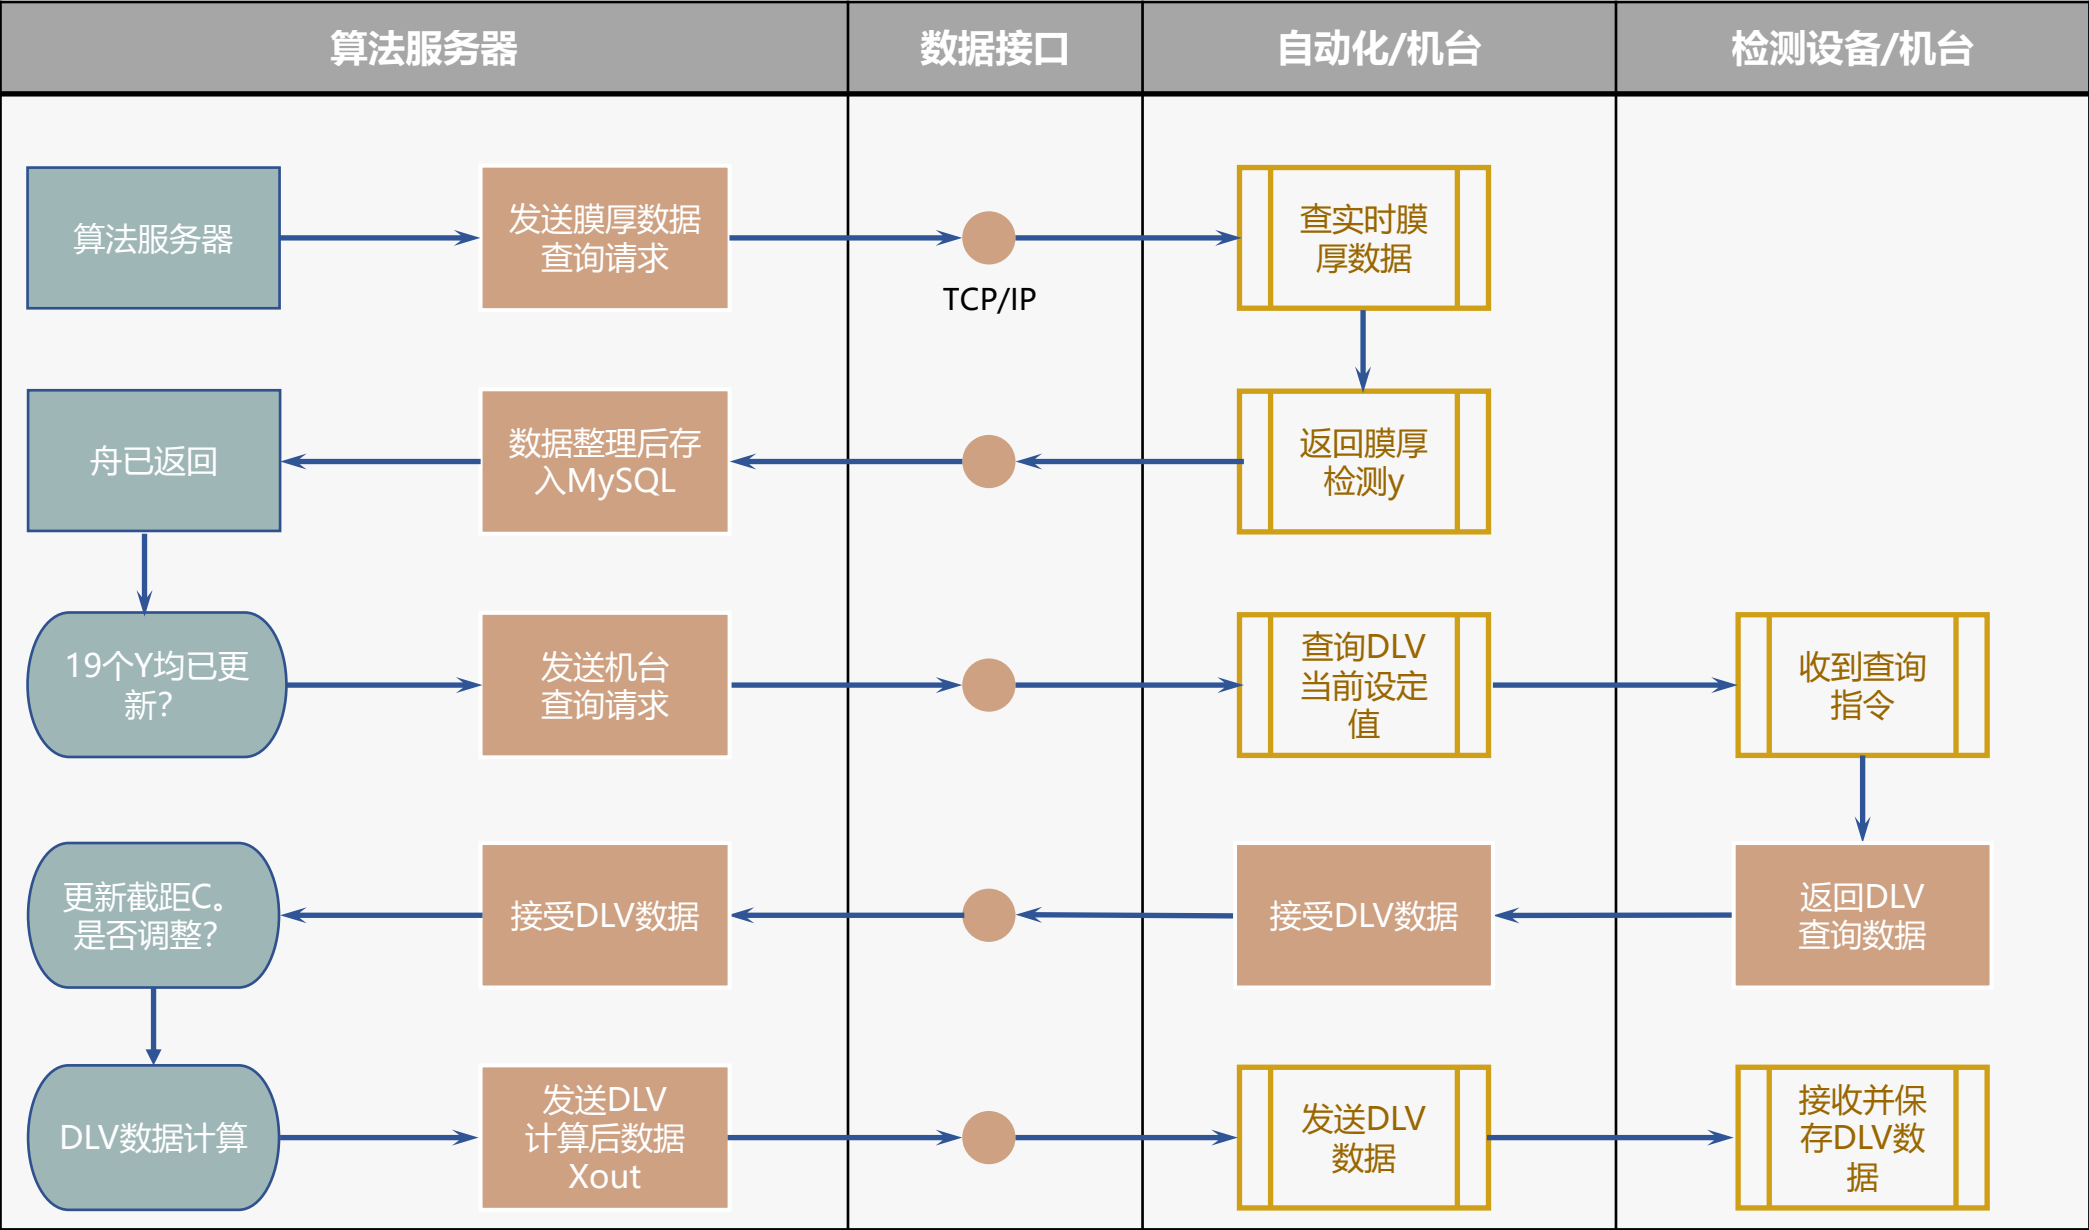 算法服务器
数据接口
自动化/机台
检测设备/机台
算法服务器
发送膜厚数据
查询请求
TCP/IP
查实时膜
厚数据
舟已返回
数据整理后存
入MySQL
返回膜厚
检测y
19个Y均已更
新?
发送机台
查询请求
查询DLV
当前设定
值
收到查询
指令
更新截距C。
是否调整?
接受DLV数据
接受DLV数据
返回DLV
查询数据
DLV数据计算
发送DLV
计算后数据
Xout
发送DLV
数据
接收并保
存DLV数
据